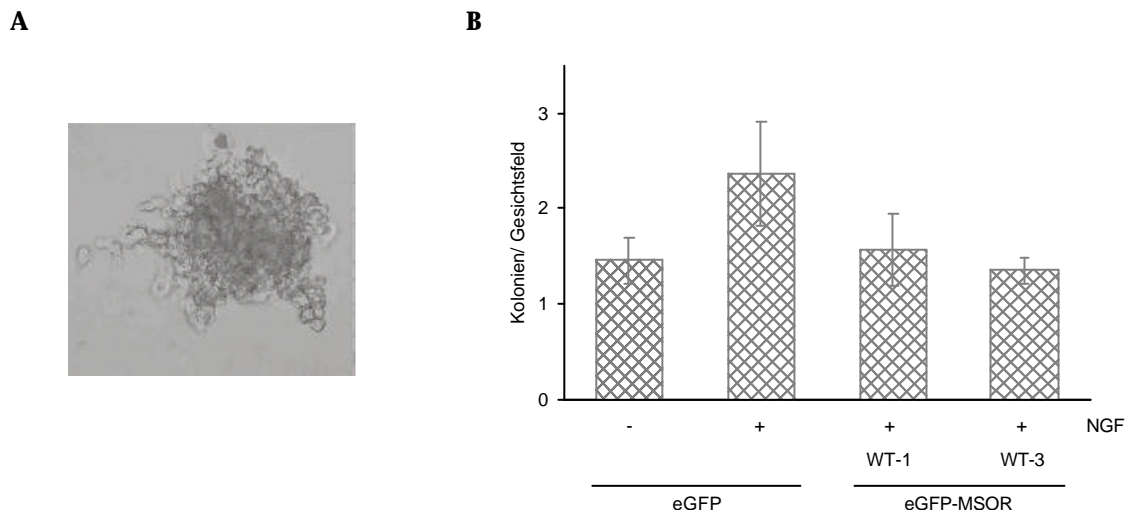 A
B
Kolonien/ Gesichtsfeld
3
2
1
0
- + + + NGF
WT-1 WT-3
eGFP eGFP-MSOR